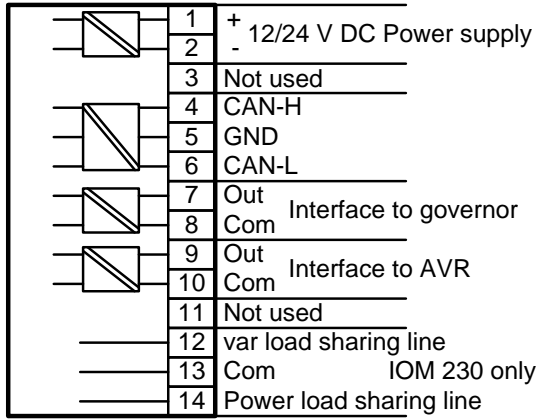 1 + 12/24 V DC Power supply
2 -
3 Not used
4 CAN-H
5 GND
6 CAN-L
7 Out Interface to governor
8 Com
9 Out Interface to AVR
10 Com
11 Not used
12 var load sharing line
13 Com IOM 230 only
14 Power load sharing line